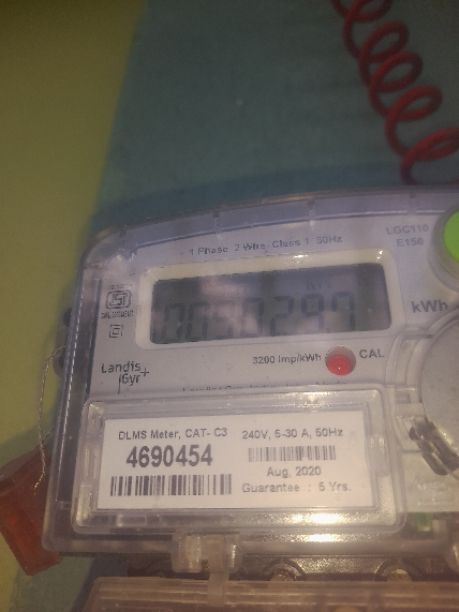 1 Phase 2 Wire Class 1 50Hz
LGC110
E150
kWh
3200 imp/kWh
CAL
Landis
Gyr+
DLMS Meter, CAT- C3
240V, 5-30 A, 50Hz
4690454
Aug, 2020
Guarantee : 5 Yrs.